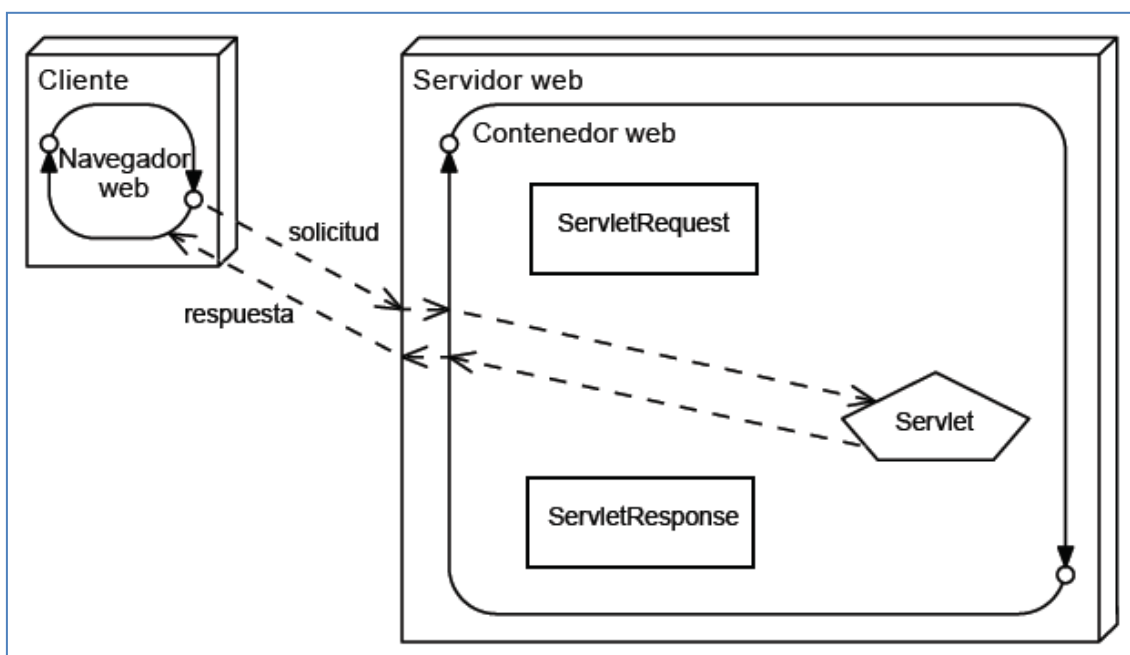 Cliente
Navegador
web
solicitud
respuesta
Servidor web
Contenedor web
ServletRequest
Servlet
ServletResponse